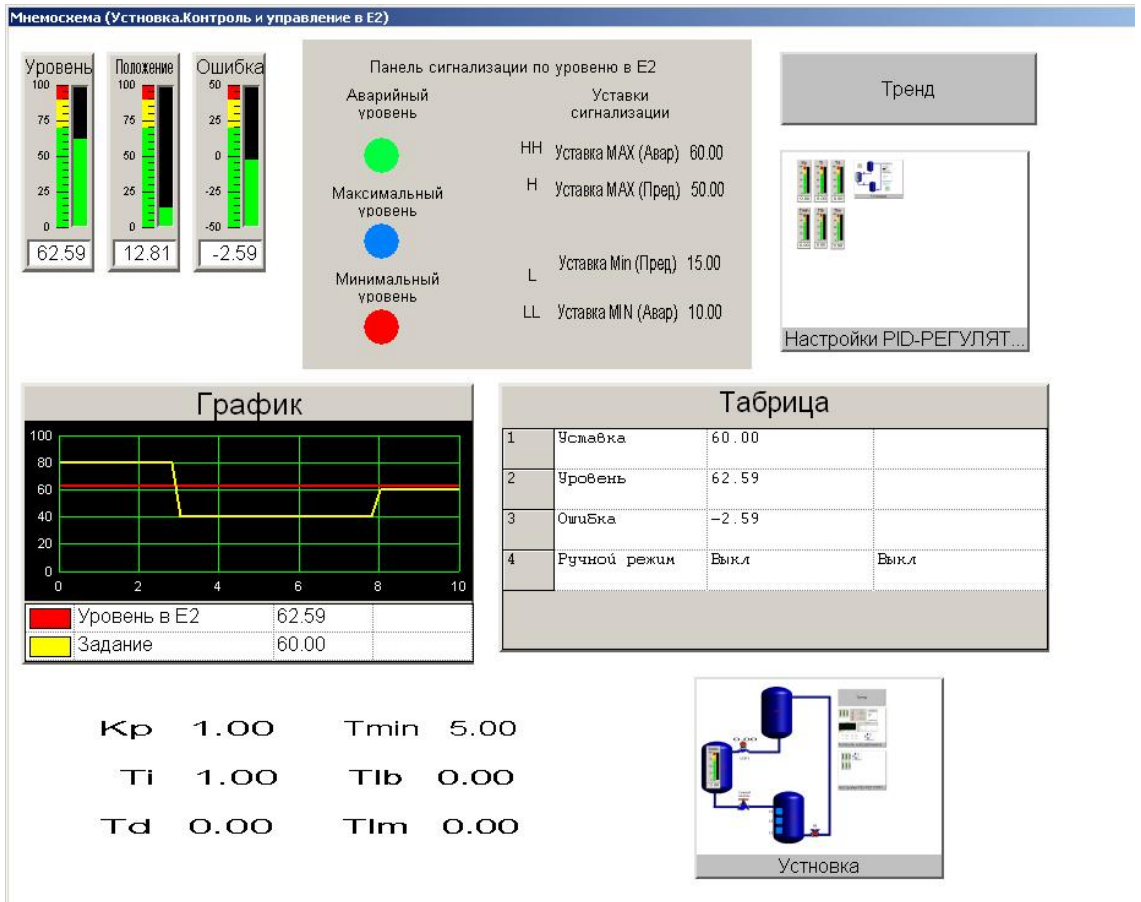 Мнемосхема (Устновка.Контроль и управление в Е2)
Уровень
100
75
50
25
0
62.59
Положение
100
75
50
25
0
12.81
Ошибка
50
25
0
-25
-50
-2.59
Панель сигнализации по уровеню в Е2
Аварийный
уровень
Максимальный
уровень
Минимальный
уровень
Уставки
сигнализации
HH Уставка MAX (Авар) 60.00
H Уставка MAX (Пред) 50.00
L Уставка Min (Пред) 15.00
LL Уставка MIN (Авар) 10.00
Тренд
Настройки PID-РЕГУЛЯТ...
График
100
80
60
40
20
0
0 2 4 6 8 10
Уровень в Е2 62.59
Задание 60.00
Табрица
1 Уставка 60.00
2 Уровень 62.59
3 Ошибка -2.59
4 Ручной режим Выкл Выкл
Kp 1.00 Tmin 5.00
Ti 1.00 Tlb 0.00
Td 0.00 Tlm 0.00
0.00
Устновка